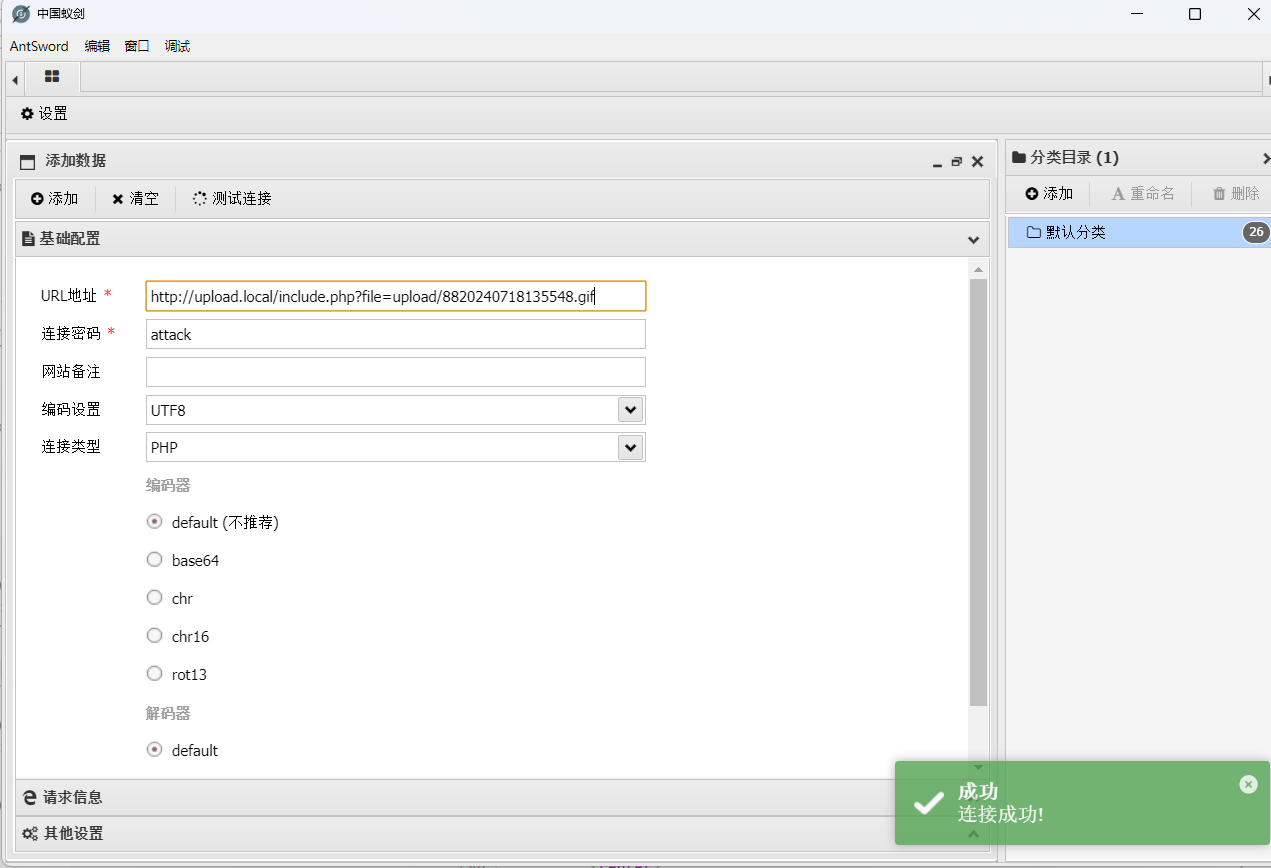 中国蚁剑
AntSword 编辑 窗口 调试
设置
添加数据
添加 清空 测试连接
基础配置
URL地址 * http://upload.local/include.php?file=upload/8820240718135548.gif
连接密码 * attack
网站备注
编码设置 UTF8
连接类型 PHP
编码器
default (不推荐)
base64
chr
chr16
rot13
解码器
default
请求信息
其他设置
分类目录 (1)
添加 重命名 删除
默认分类 26
成功
连接成功!